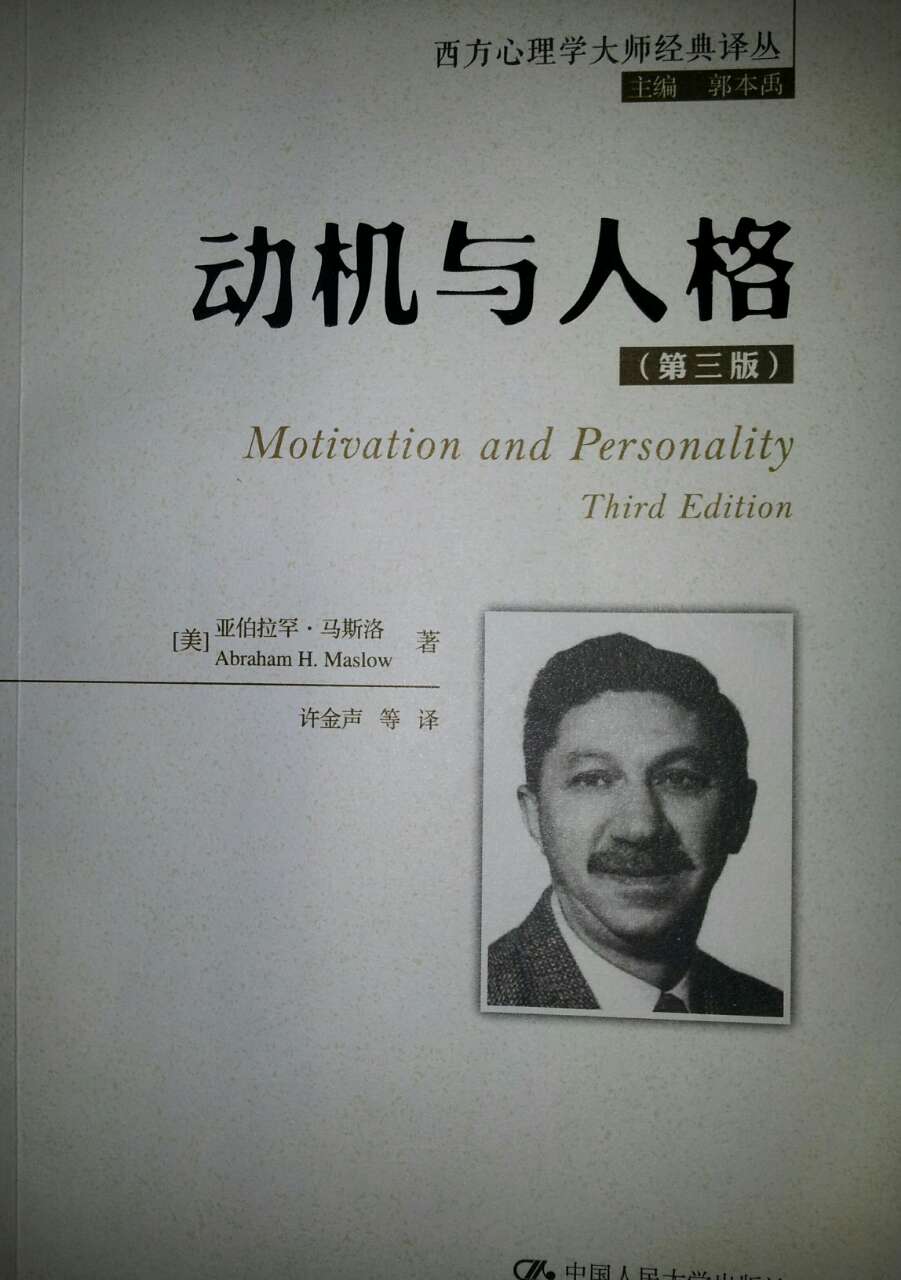 西方心理学大师经典译丛
主编 郭本禹
动机与人格
(第三版)
Motivation and Personality
Third Edition
[美] 亚伯拉罕·马斯洛 著
Abraham H. Maslow
许金声 等 译
中国人民大学出版社